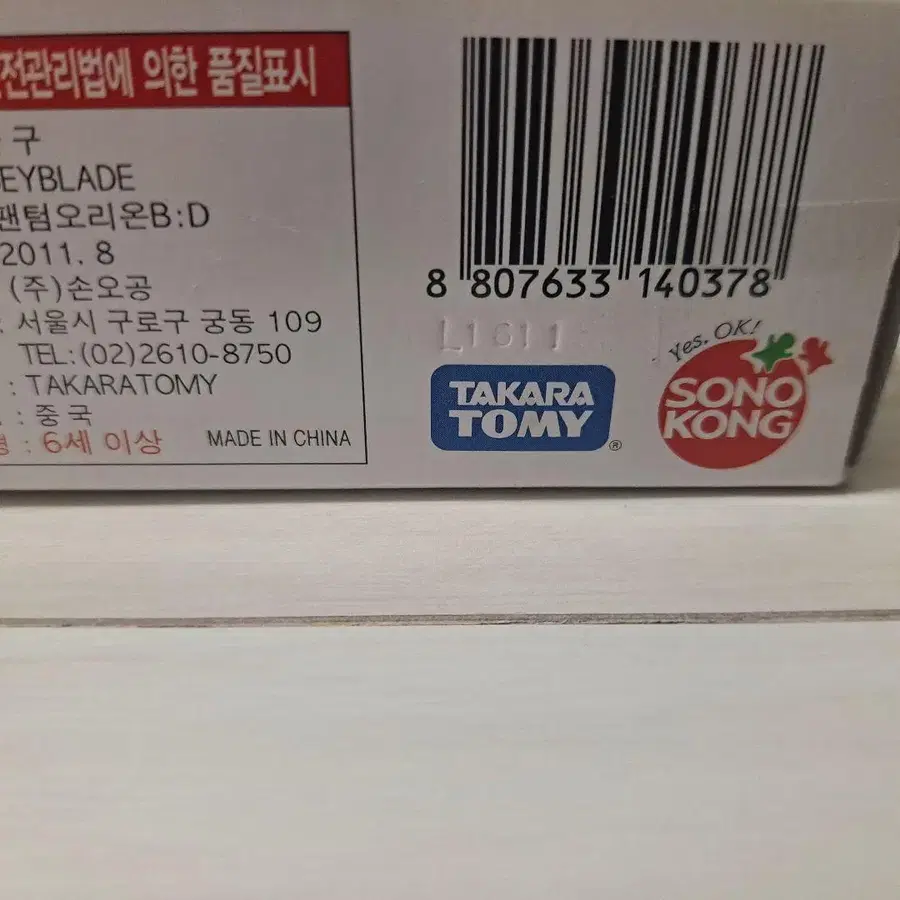 전관리법에 의한 품질표시
구
EYBLADE
팬텀오리온B:D
2011. 8
(주)손오공
서울시 구로구 궁동 109
TEL:(02)2610-8750
: TAKARATOMY
: 중국
형 : 6세 이상
MADE IN CHINA
8 807633 140378
L1611
TAKARA
TOMY
®
Yes. OK!
SONO
KONG